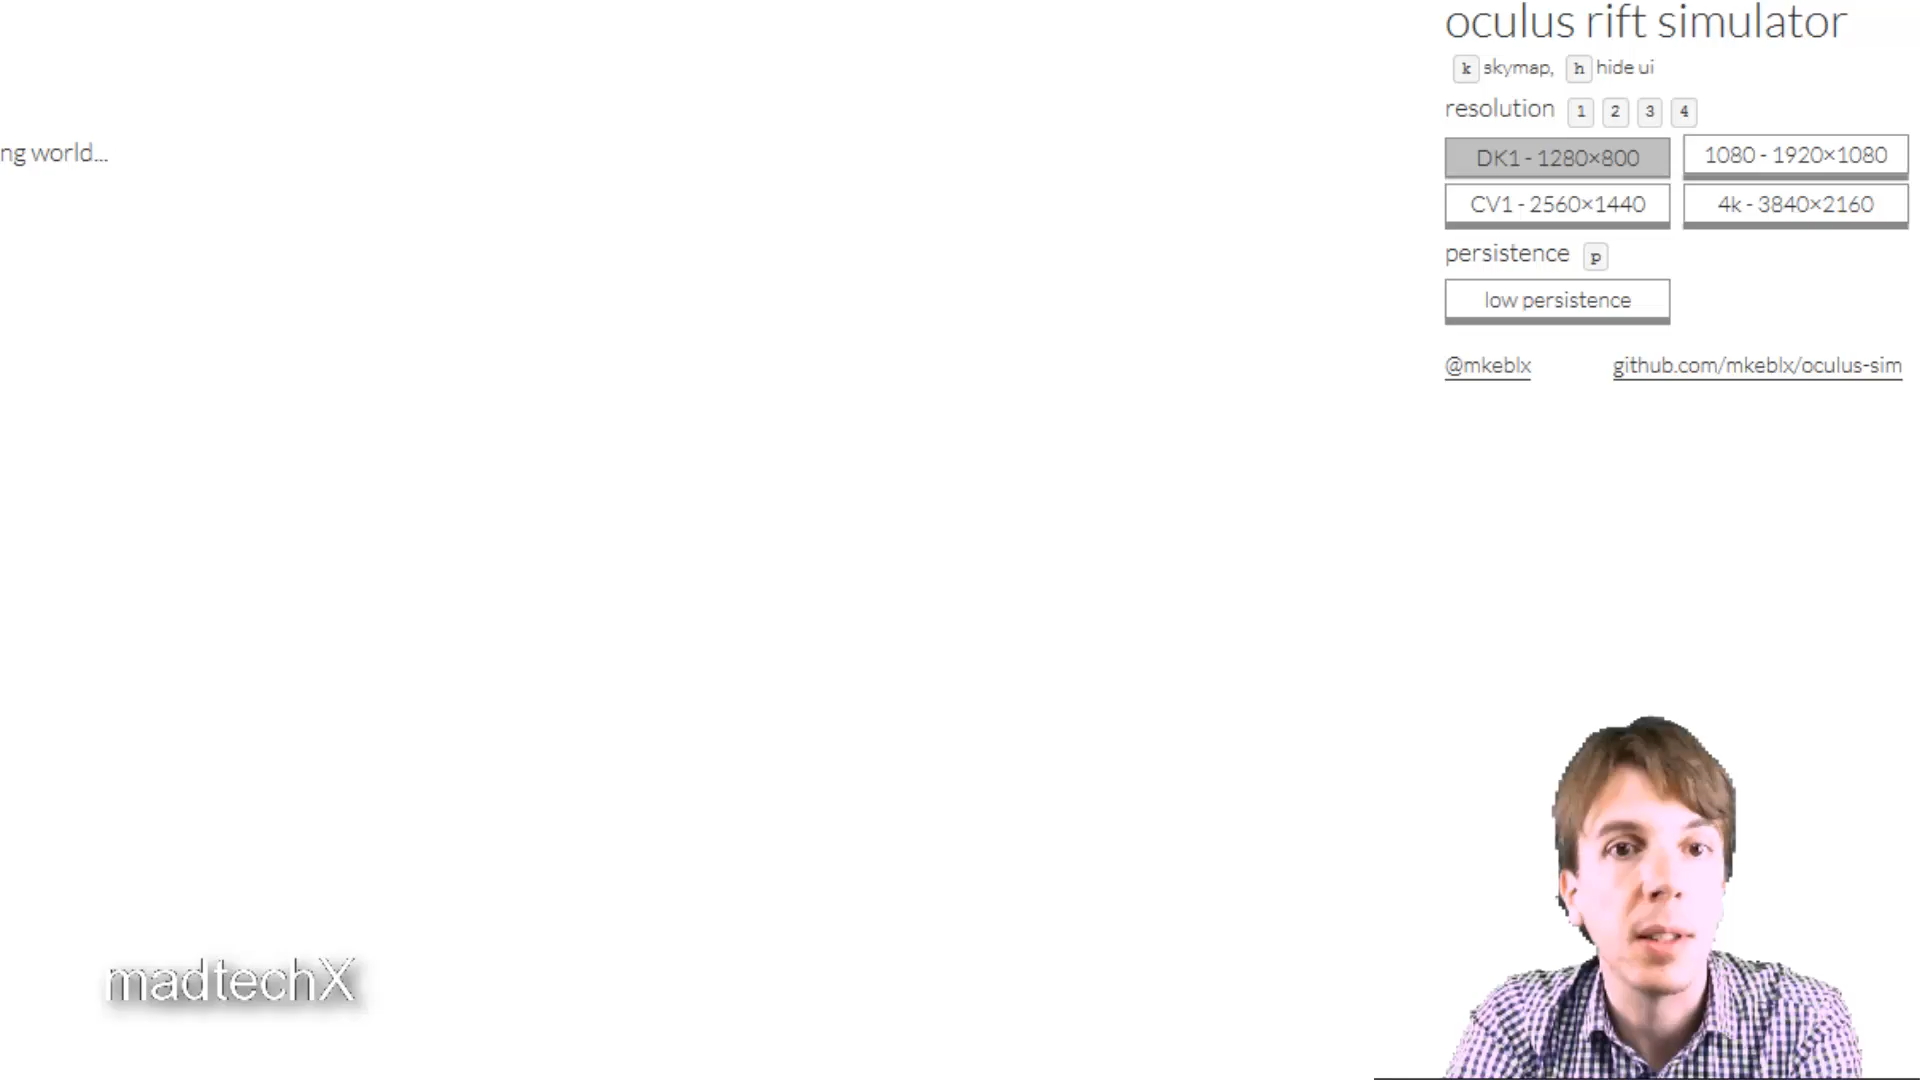 oculus rift simulator
k skymap, h hide ui
resolution 1 2 3 4
ng world...
DK1 - 1280×800 1080 - 1920×1080
CV1 - 2560×1440 4k - 3840×2160
persistence p
low persistence
@mkeblx github.com/mkeblx/oculus-sim
madtechX